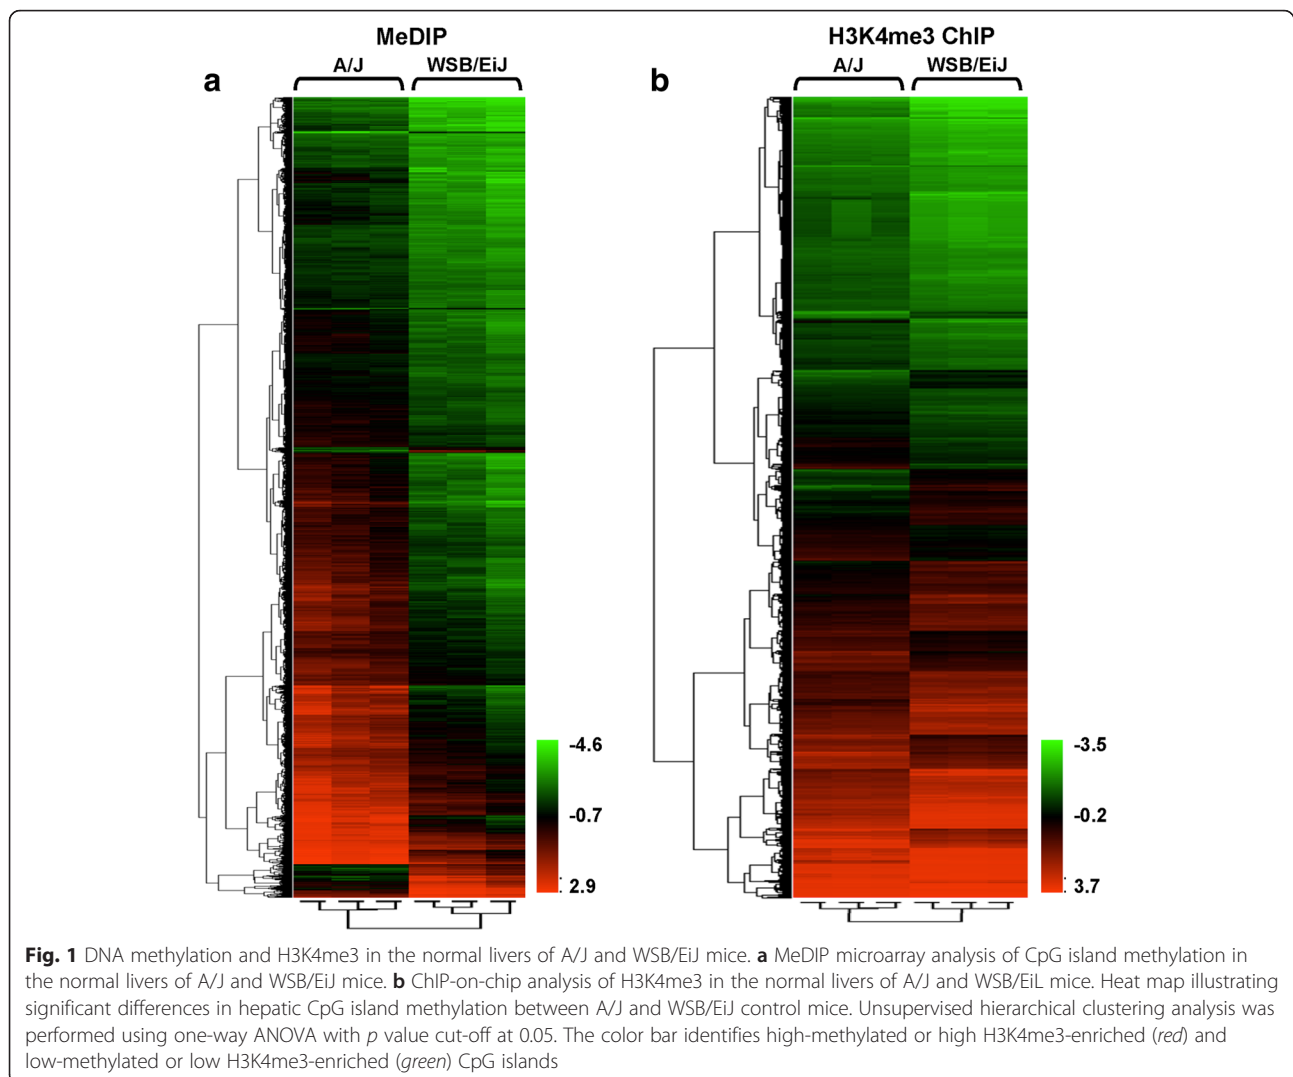 MeDIP
H3K4me3 ChIP
A/J
WSB/EiJ
A/J
WSB/EiJ
a
b
-4.6
-0.7
2.9
-3.5
-0.2
3.7
Fig. 1 DNA methylation and H3K4me3 in the normal livers of A/J and WSB/EiJ mice. a MeDIP microarray analysis of CpG island methylation in
the normal livers of A/J and WSB/EiJ mice. b ChIP-on-chip analysis of H3K4me3 in the normal livers of A/J and WSB/EiL mice. Heat map illustrating
significant differences in hepatic CpG island methylation between A/J and WSB/EiJ control mice. Unsupervised hierarchical clustering analysis was
performed using one-way ANOVA with p value cut-off at 0.05. The color bar identifies high-methylated or high H3K4me3-enriched (red) and
low-methylated or low H3K4me3-enriched (green) CpG islands